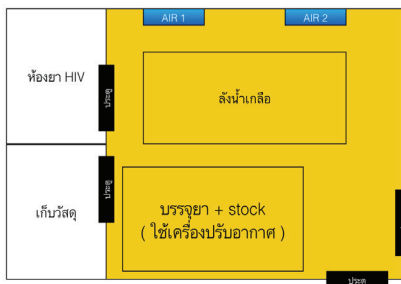 AIR 1
AIR 2
ห้องยา HIV
ประตู
ลังน้ำเกลือ
เก็บวัสดุ
ประตู
บรรจุยา + stock
( ใช้เครื่องปรับอากาศ )
ประตู